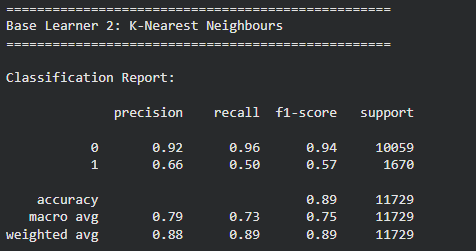 ==================================================
Base Learner 2: K-Nearest Neighbours
==================================================
Classification Report:
precision recall f1-score support
0 0.92 0.96 0.94 10059
1 0.66 0.50 0.57 1670
accuracy 0.89 11729
macro avg 0.79 0.73 0.75 11729
weighted avg 0.88 0.89 0.89 11729